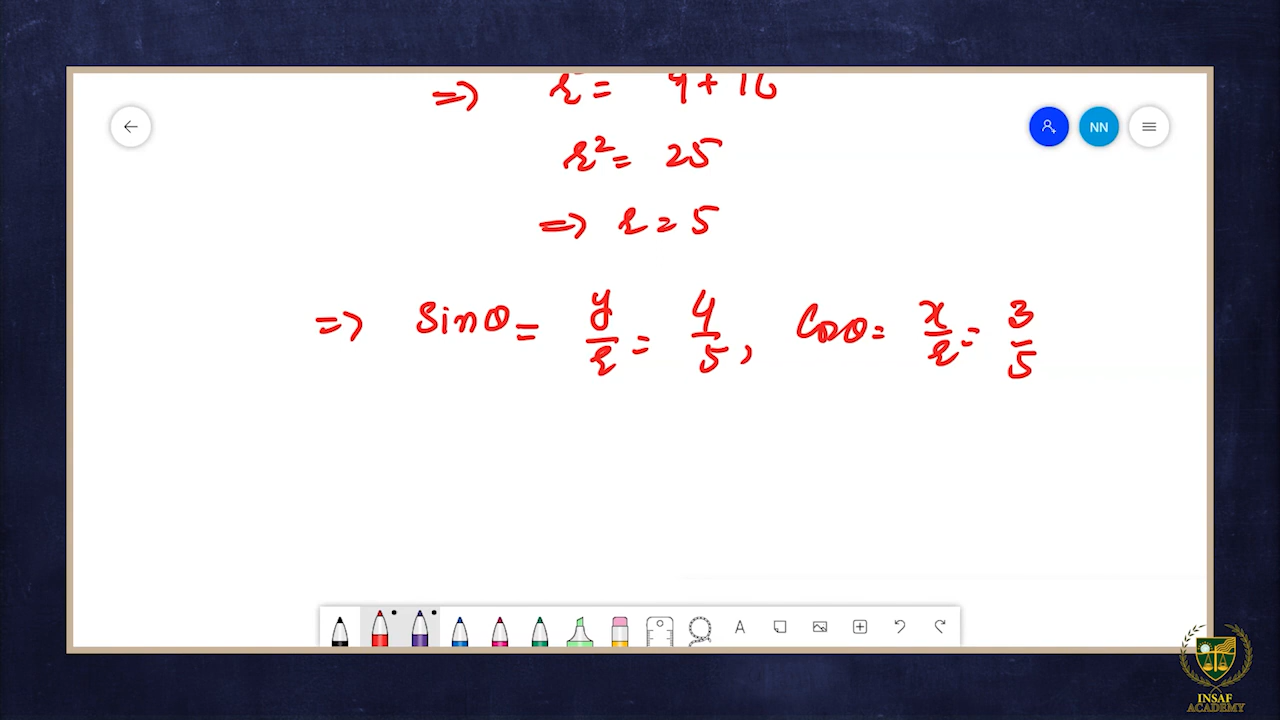 ⇒ r² = 9 + 16
NN
r² = 25
⇒ r = 5
⇒ Sinθ = y/r = 4/5, Cosθ = x/r = 3/5
A
INSAF
ACADEMY